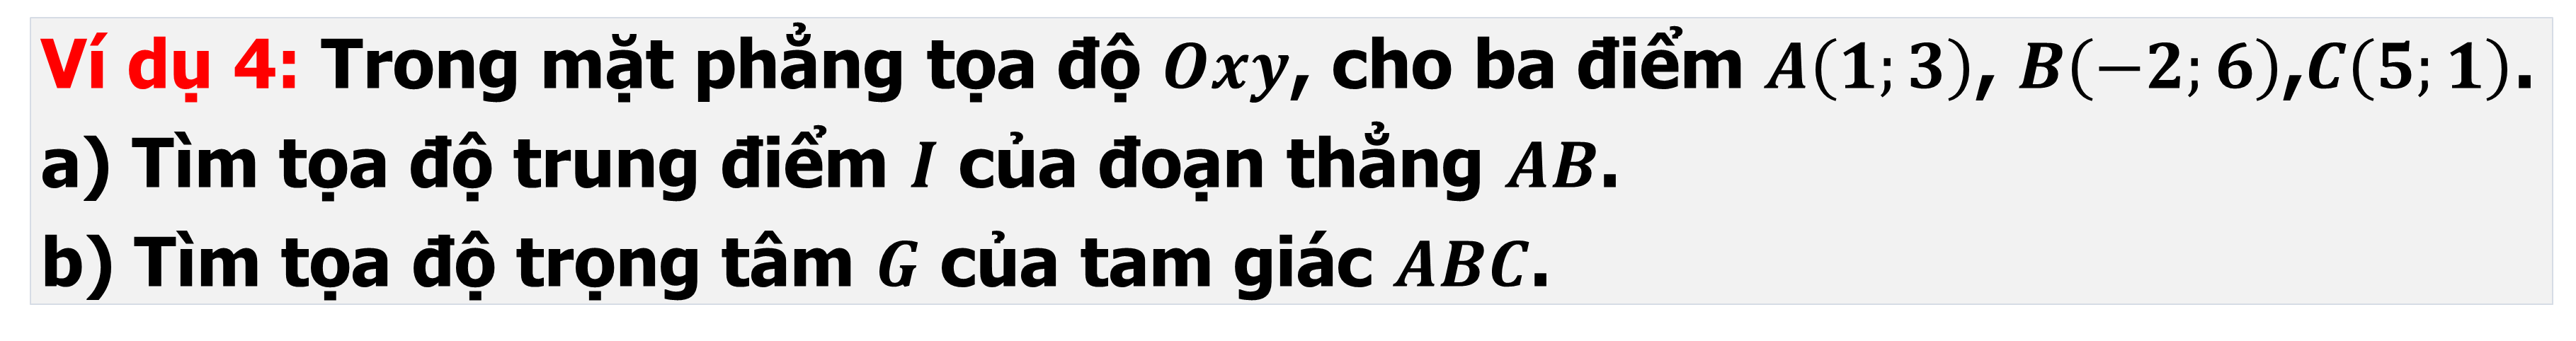 Ví dụ 4: Trong mặt phẳng tọa độ Oxy, cho ba điểm A(1; 3), B(−2; 6),C(5; 1).
a) Tìm tọa độ trung điểm I của đoạn thẳng AB.
b) Tìm tọa độ trọng tâm G của tam giác ABC.